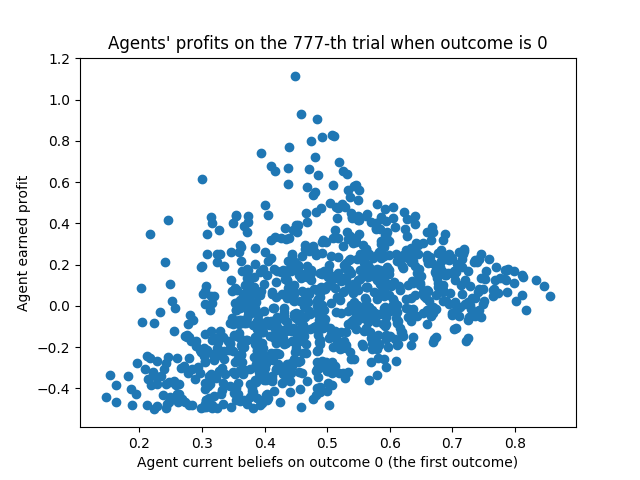 Agents' profits on the 777-th trial when outcome is 0
1.2
1.0
0.8
0.6
0.4
0.2
0.0
−0.2
−0.4
Agent earned profit
0.2 0.3 0.4 0.5 0.6 0.7 0.8
Agent current beliefs on outcome 0 (the first outcome)